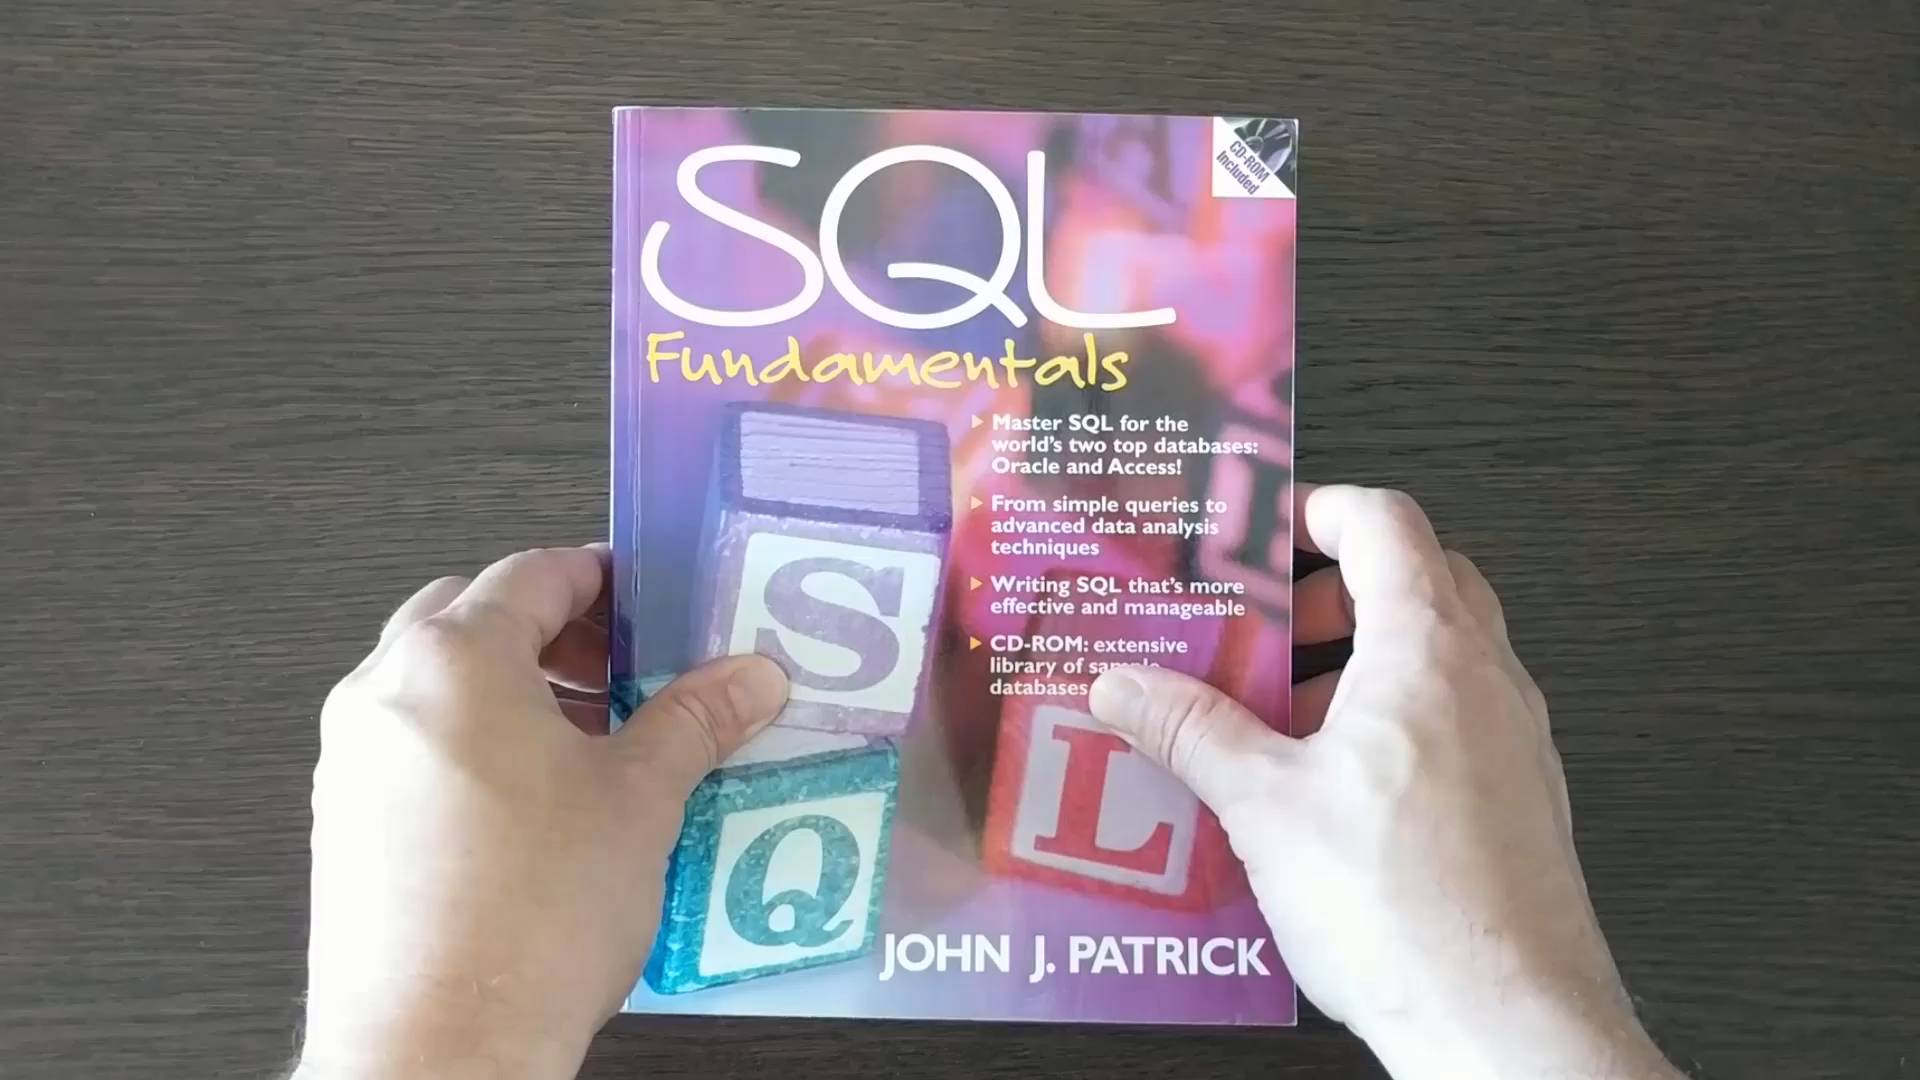 SQL
CD-ROM
Included
Fundamentals
Master SQL for the
world's two top databases:
Oracle and Access!
From simple queries to
advanced data analysis
techniques
Writing SQL that's more
effective and manageable
CD-ROM: extensive
library of sample
databases
S
Q
L
JOHN J. PATRICK